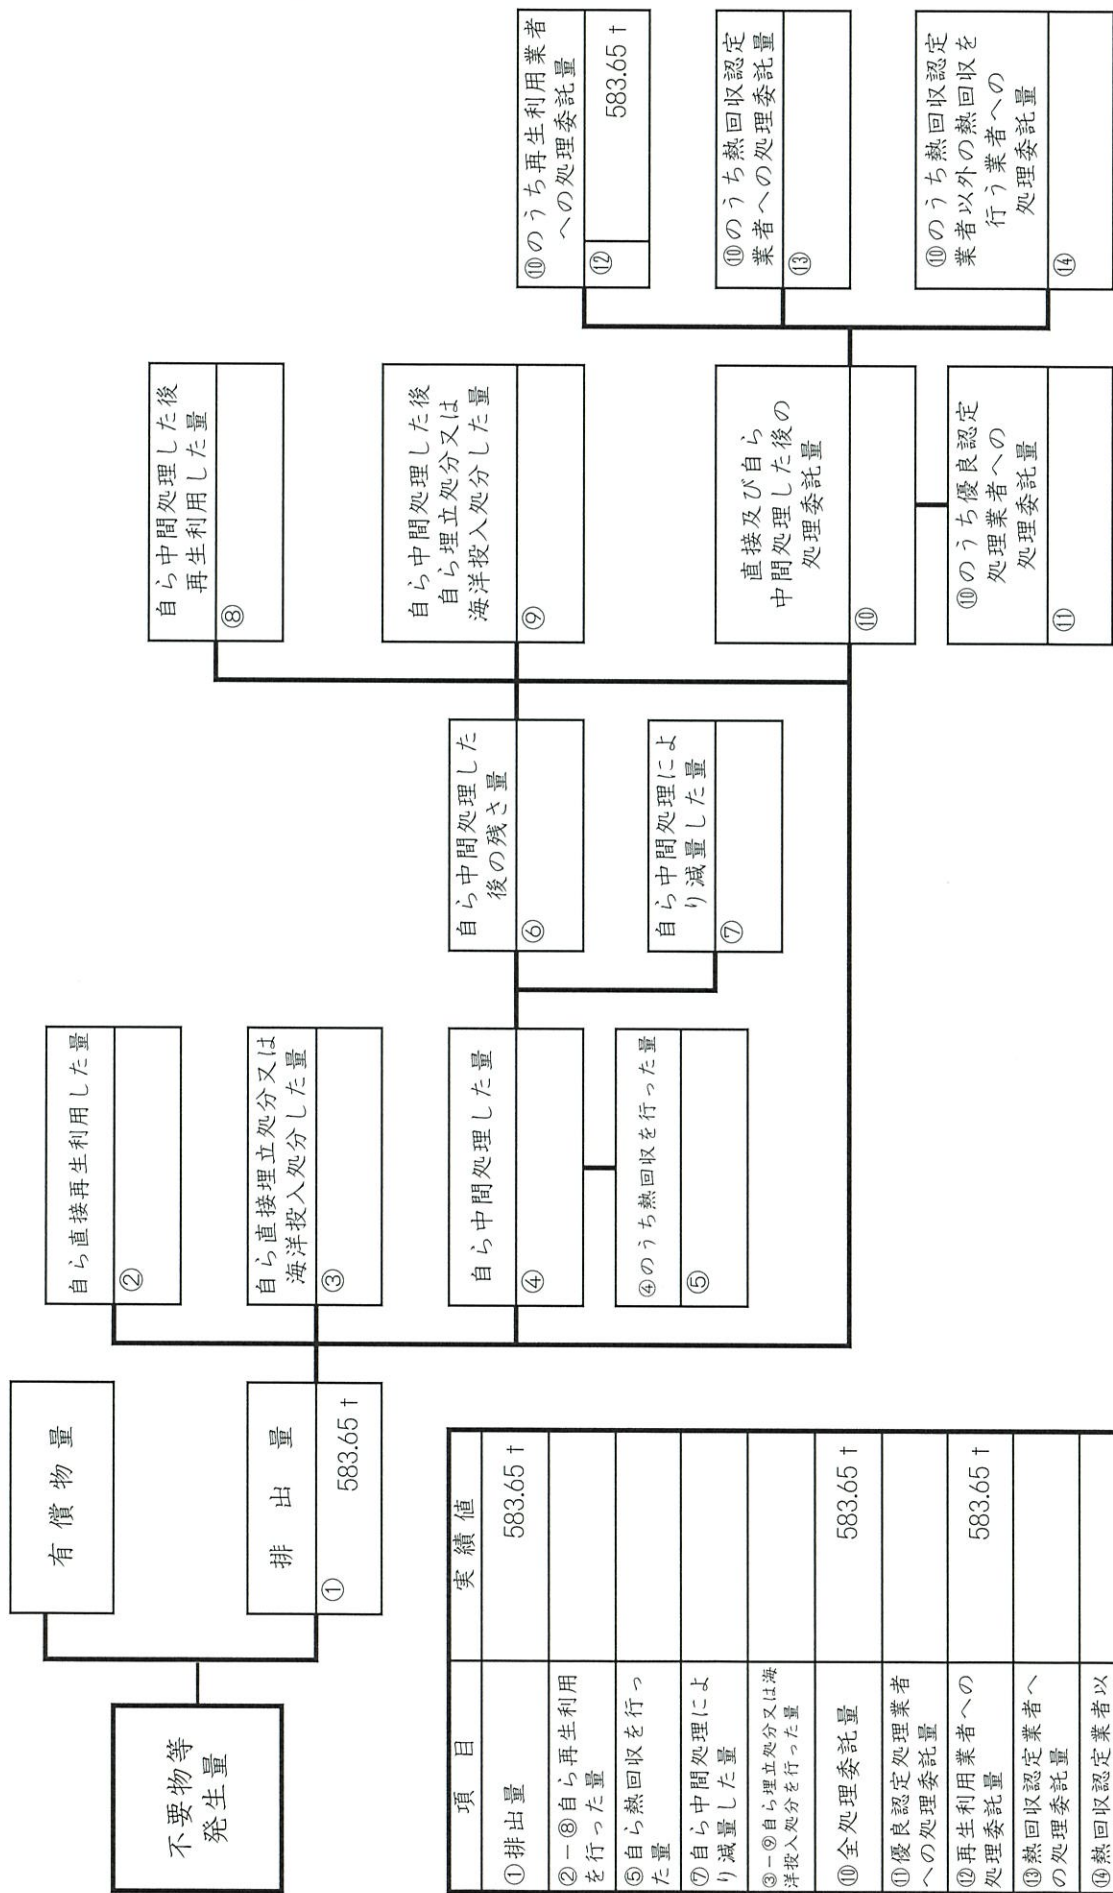 不要物等
発生量
有償物量
排出量
①
583.65 t
自ら直接再生利用した量
②
自ら直接埋立処分又は
海洋投入処分した量
③
自ら中間処理した量
④
④のうち熱回収を行った量
⑤
自ら中間処理した
後の残さ量
⑥
自ら中間処理によ
り減量した量
⑦
自ら中間処理した後
再生利用した量
⑧
自ら中間処理した後
自ら埋立処分又は
海洋投入処分した量
⑨
直接及び自ら
中間処理した後の
処理委託量
⑩
⑩のうち優良認定
処理業者への
処理委託量
⑪
⑩のうち再生利用業者
への処理委託量
⑫
583.65 t
⑩のうち熱回収認定
業者への処理委託量
⑬
⑩のうち熱回収認定
業者以外の熱回収を
行う業者への
処理委託量
⑭
項目 実績値
①排出量 583.65 t
②-⑧自ら再生利用
を行った量
⑤自ら熱回収を行っ
た量
⑦自ら中間処理によ
り減量した量
③-⑨自ら埋立処分又は海
洋投入処分を行った量
⑩全処理委託量 583.65 t
⑪優良認定処理業者
への処理委託量
⑫再生利用業者への
処理委託量 583.65 t
⑬熱回収認定業者へ
の処理委託量
⑭熱回収認定業者以